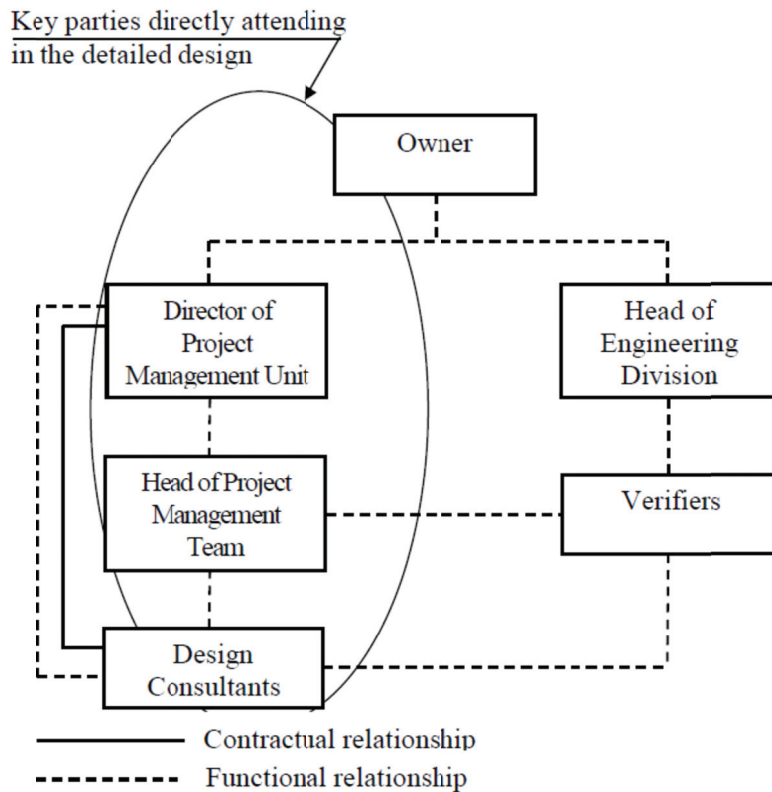 Key parties directly attending
in the detailed design
Owner
Director of
Project
Management Unit
Head of
Engineering
Division
Head of Project
Management
Team
Verifiers
Design
Consultants
Contractual relationship
Functional relationship